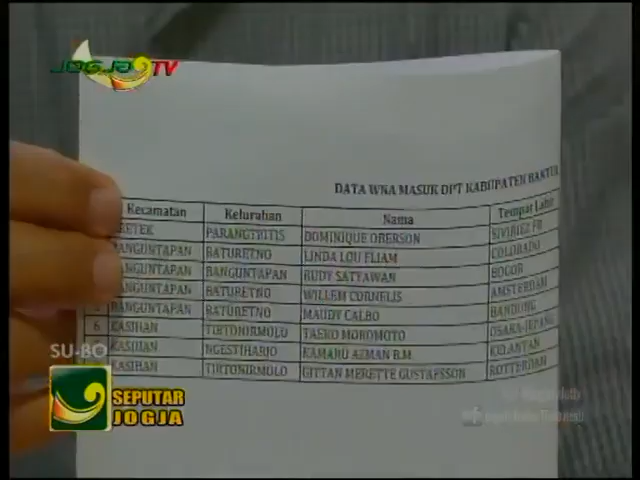 JOGJA TV
DATA WNA MASUK DPT KABUPATEN BANTUL
Kecamatan Kelurahan Nama Tempat Lahir
KRETEK PARANGTRITIS DOMINIQUE OBERSON
BANGUNTAPAN BATURETNO LINDA LOU ELIAM COLORADO
BANGUNTAPAN BANGUNTAPAN RUDY SATYAWAN BOGOR
BANGUNTAPAN BATURETNO WILLEM CORNELIS AMSTERDAM
BANGUNTAPAN BATURETNO MAUDY CALBO BANDUNG
6 KASIHAN TIRTONIRMOLO TAEKO MOROMOTO OSAKA-JEPANG
KASIHAN NGESTIHARJO KAMARU AZMAN B.M. KELANTAN
KASIHAN TIRTONIRMOLO GITTAN MERETTE GUSTAFSSON ROTTERDAM
SU-BO
SEPUTAR
JOGJA